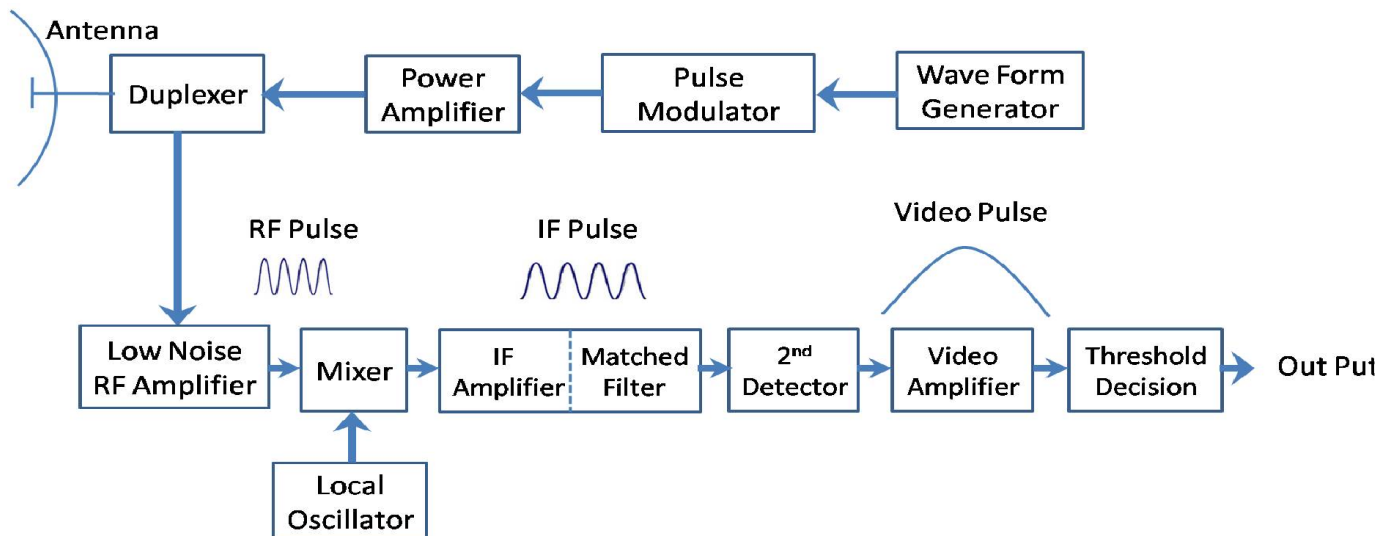 Antenna
Duplexer
Power
Amplifier
Pulse
Modulator
Wave Form
Generator
RF Pulse
IF Pulse
Video Pulse
Low Noise
RF Amplifier
Mixer
IF
Amplifier
Matched
Filter
2nd
Detector
Video
Amplifier
Threshold
Decision
Out Put
Local
Oscillator